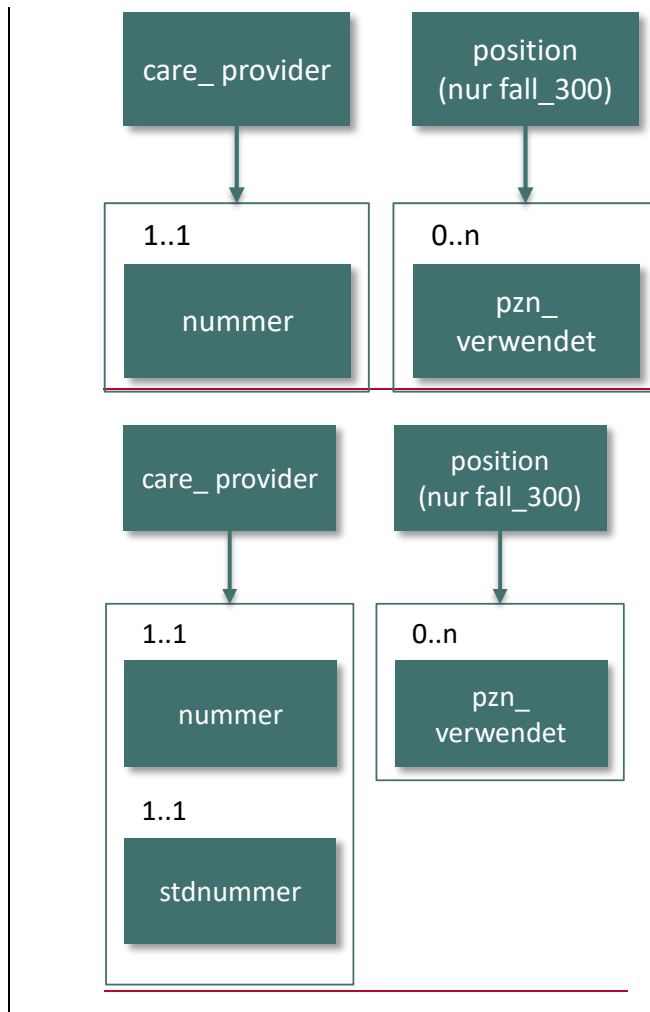 care_ provider
position
(nur fall_300)
1..1
0..n
nummer
pzn_
verwendet
care_ provider
position
(nur fall_300)
1..1
0..n
nummer
pzn_
verwendet
1..1
stdnummer